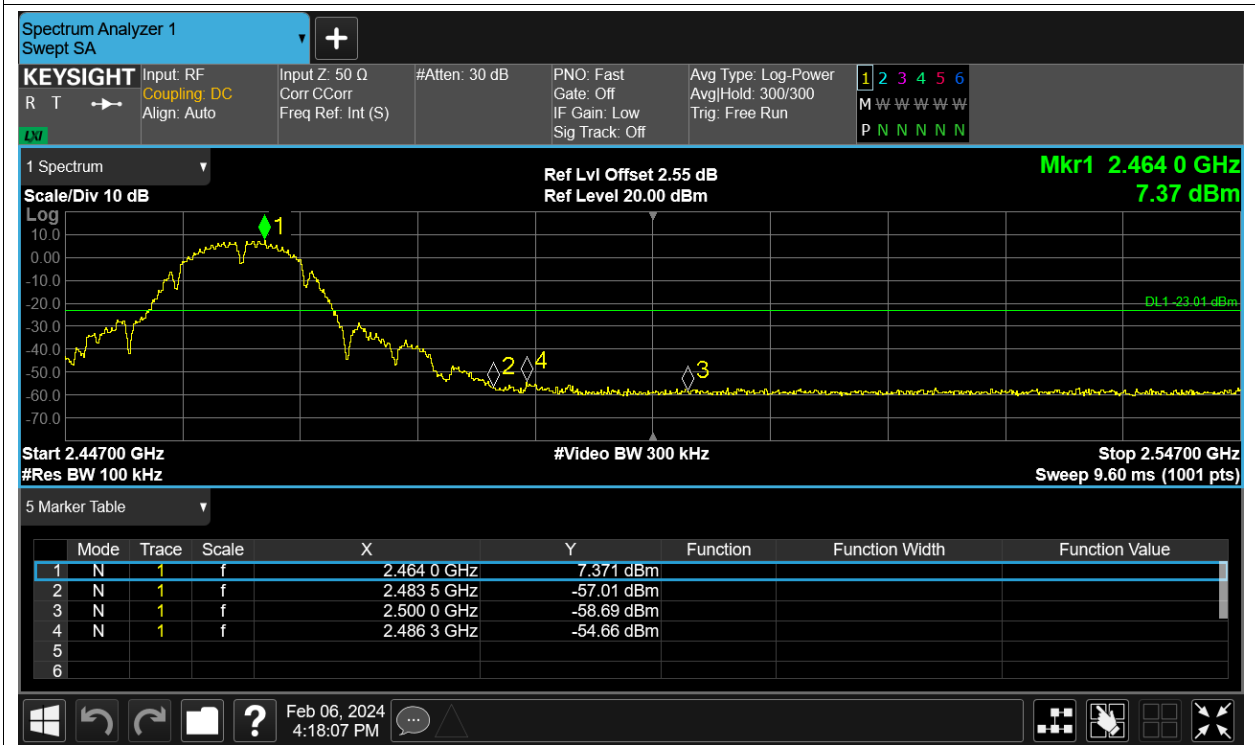 Spectrum Analyzer 1
Swept SA
KEYSIGHT
R T
LXI
Input: RF
Coupling: DC
Align: Auto
Input Z: 50 Ω
Corr CCorr
Freq Ref: Int (S)
#Atten: 30 dB
PNO: Fast
Gate: Off
IF Gain: Low
Sig Track: Off
Avg Type: Log-Power
Avg|Hold: 300/300
Trig: Free Run
1 2 3 4 5 6
M W W W W W
P N N N N N
1 Spectrum
Scale/Div 10 dB
Ref Lvl Offset 2.55 dB
Ref Level 20.00 dBm
Mkr1 2.464 0 GHz
7.37 dBm
Log
10.0
0.00
-10.0
-20.0
-30.0
-40.0
-50.0
-60.0
-70.0
1
2
4
3
DL1 -23.01 dBm
Start 2.44700 GHz
#Video BW 300 kHz
Stop 2.54700 GHz
#Res BW 100 kHz
Sweep 9.60 ms (1001 pts)
5 Marker Table
Mode Trace Scale X Y Function Function Width Function Value
1 N 1 f 2.464 0 GHz 7.371 dBm
2 N 1 f 2.483 5 GHz -57.01 dBm
3 N 1 f 2.500 0 GHz -58.69 dBm
4 N 1 f 2.486 3 GHz -54.66 dBm
5
6
?
Feb 06, 2024
4:18:07 PM